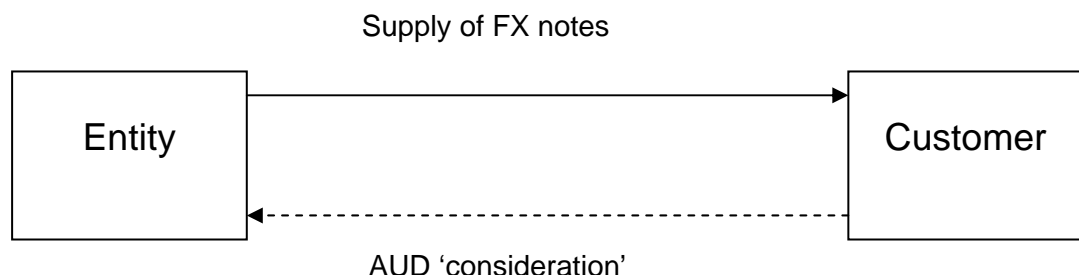 Supply of FX notes
Entity
Customer
AUD ‘consideration’